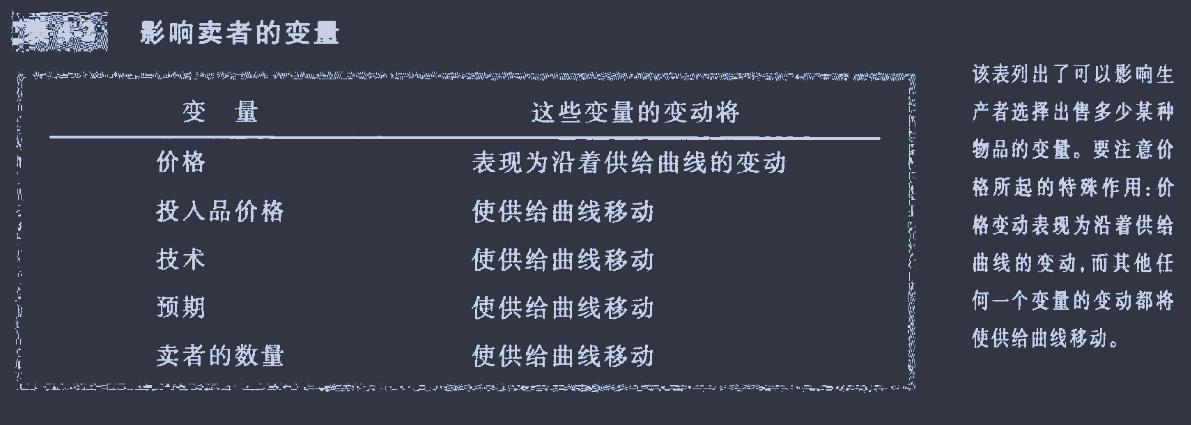 表 4-2 影响卖者的变量
变 量 这些变量的变动将
价格 表现为沿着供给曲线的变动
投入品价格 使供给曲线移动
技术 使供给曲线移动
预期 使供给曲线移动
卖者的数量 使供给曲线移动
该表列出了可以影响生
产者选择出售多少某种
物品的变量。要注意价
格所起的特殊作用:价
格变动表现为沿着供给
曲线的变动,而其他任
何一个变量的变动都将
使供给曲线移动。